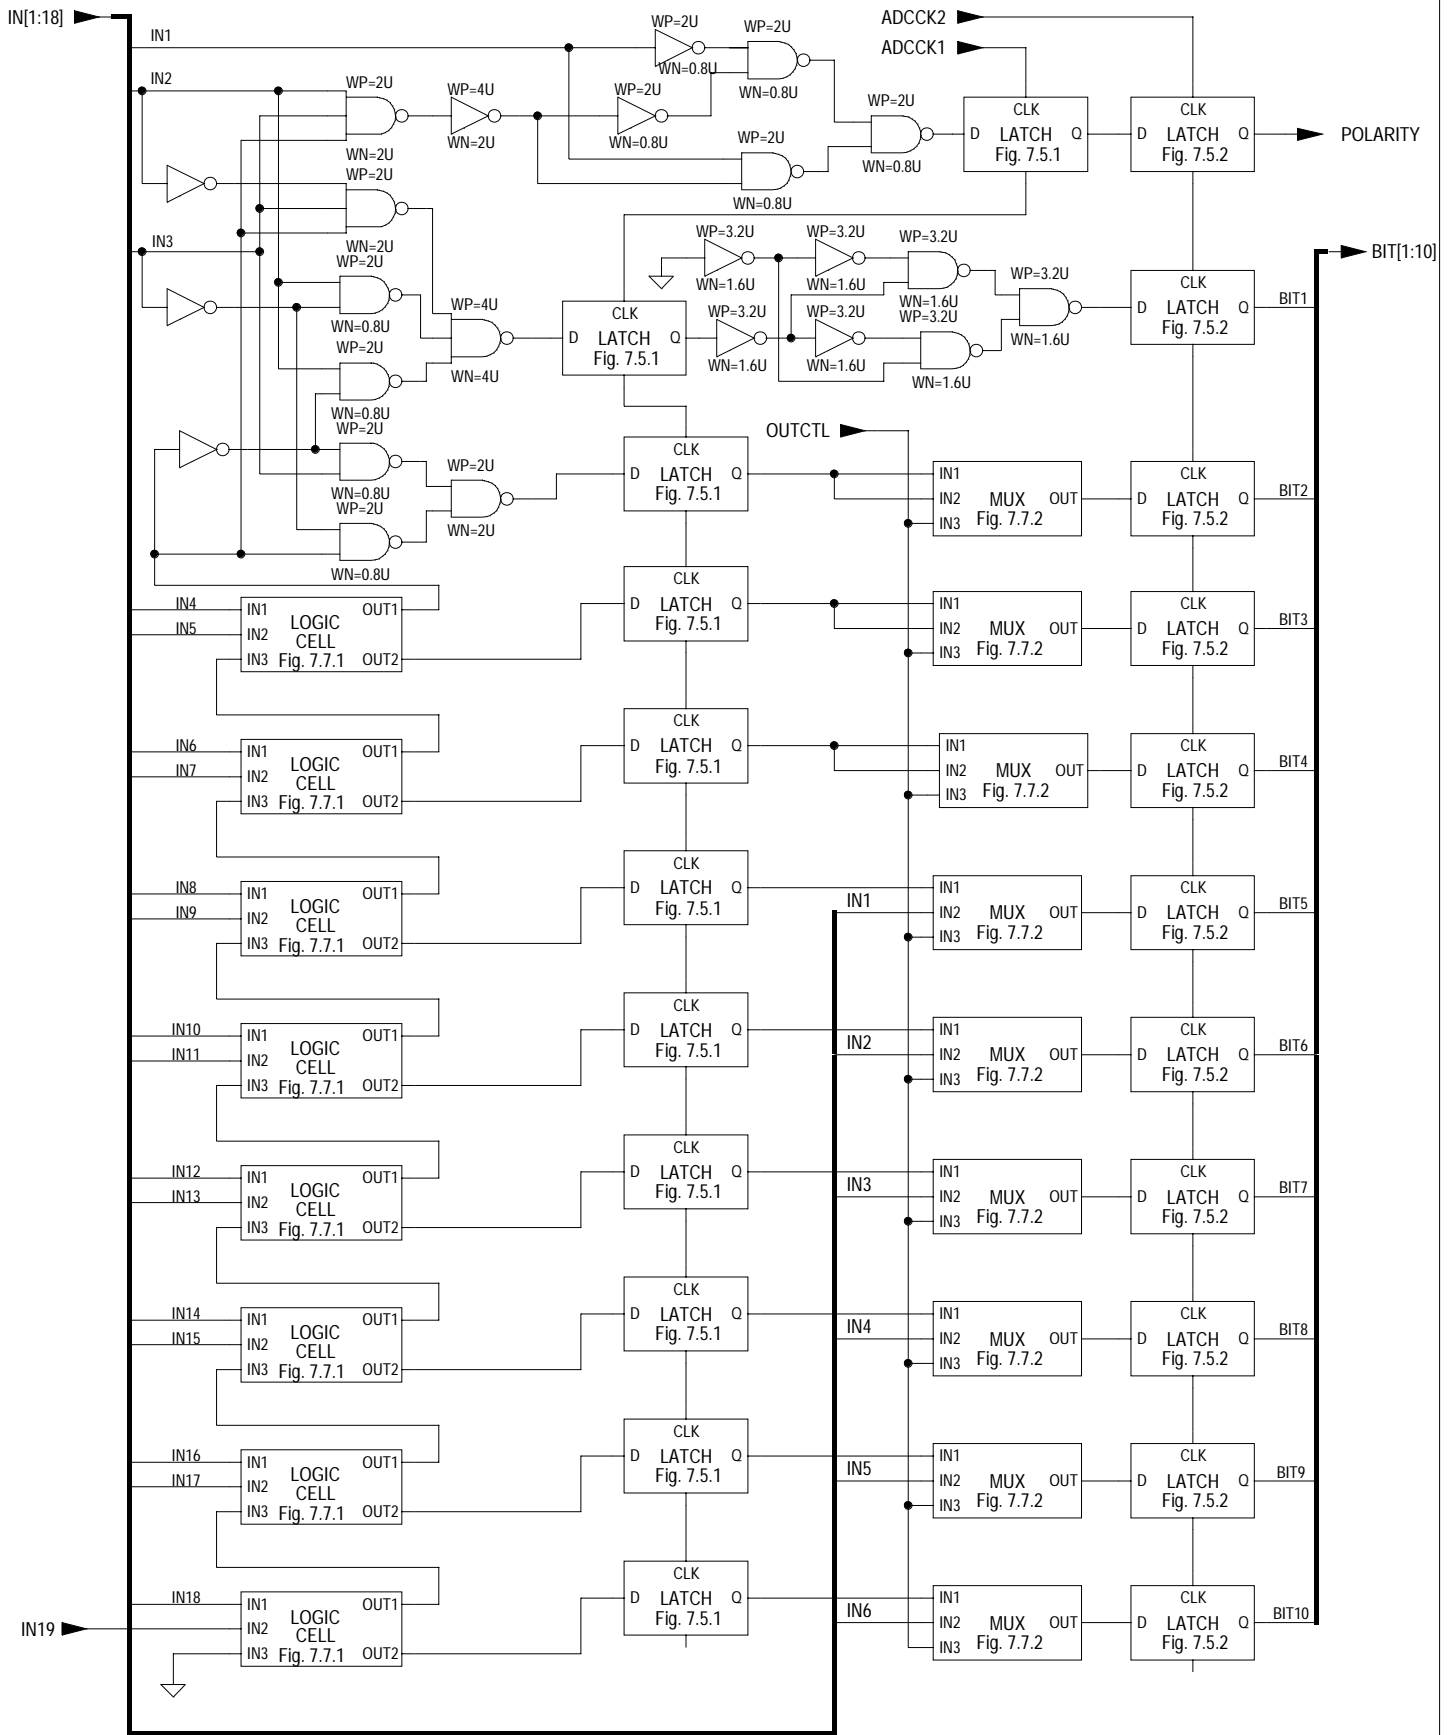 IN[1:18]
IN1
WP=2U
WN=0.8U
WP=2U
WN=0.8U
ADCCK2
ADCCK1
IN2
WP=2U
WN=2U
WP=4U
WN=2U
WP=2U
WN=0.8U
WP=2U
WN=0.8U
WP=2U
WN=0.8U
CLK
D LATCH Q
Fig. 7.5.1
CLK
D LATCH Q
Fig. 7.5.2
POLARITY
WP=2U
WN=2U
IN3
WP=2U
WN=0.8U
WP=2U
WN=0.8U
WP=4U
WN=4U
CLK
D LATCH Q
Fig. 7.5.1
WP=3.2U
WN=1.6U
WP=3.2U
WN=1.6U
WP=3.2U
WN=1.6U
WP=3.2U
WN=1.6U
WP=3.2U
WN=1.6U
WP=3.2U
WN=1.6U
WP=3.2U
WN=1.6U
CLK
D LATCH Q
Fig. 7.5.2
BIT1
BIT[1:10]
WP=2U
WN=0.8U
WP=2U
WN=0.8U
WP=2U
WN=2U
OUTCTL
CLK
D LATCH Q
Fig. 7.5.1
IN1
IN2 MUX OUT
IN3 Fig. 7.7.2
CLK
D LATCH Q
Fig. 7.5.2
BIT2
IN4
IN5
IN1 LOGIC OUT1
IN2 CELL
IN3 Fig. 7.7.1 OUT2
CLK
D LATCH Q
Fig. 7.5.1
IN1
IN2 MUX OUT
IN3 Fig. 7.7.2
CLK
D LATCH Q
Fig. 7.5.2
BIT3
IN6
IN7
IN1 LOGIC OUT1
IN2 CELL
IN3 Fig. 7.7.1 OUT2
CLK
D LATCH Q
Fig. 7.5.1
IN1
IN2 MUX OUT
IN3 Fig. 7.7.2
CLK
D LATCH Q
Fig. 7.5.2
BIT4
IN8
IN9
IN1 LOGIC OUT1
IN2 CELL
IN3 Fig. 7.7.1 OUT2
CLK
D LATCH Q
Fig. 7.5.1
IN1
IN1
IN2 MUX OUT
IN3 Fig. 7.7.2
CLK
D LATCH Q
Fig. 7.5.2
BIT5
IN10
IN11
IN1 LOGIC OUT1
IN2 CELL
IN3 Fig. 7.7.1 OUT2
CLK
D LATCH Q
Fig. 7.5.1
IN2
IN1
IN2 MUX OUT
IN3 Fig. 7.7.2
CLK
D LATCH Q
Fig. 7.5.2
BIT6
IN12
IN13
IN1 LOGIC OUT1
IN2 CELL
IN3 Fig. 7.7.1 OUT2
CLK
D LATCH Q
Fig. 7.5.1
IN3
IN1
IN2 MUX OUT
IN3 Fig. 7.7.2
CLK
D LATCH Q
Fig. 7.5.2
BIT7
IN14
IN15
IN1 LOGIC OUT1
IN2 CELL
IN3 Fig. 7.7.1 OUT2
CLK
D LATCH Q
Fig. 7.5.1
IN4
IN1
IN2 MUX OUT
IN3 Fig. 7.7.2
CLK
D LATCH Q
Fig. 7.5.2
BIT8
IN16
IN17
IN1 LOGIC OUT1
IN2 CELL
IN3 Fig. 7.7.1 OUT2
CLK
D LATCH Q
Fig. 7.5.1
IN5
IN1
IN2 MUX OUT
IN3 Fig. 7.7.2
CLK
D LATCH Q
Fig. 7.5.2
BIT9
IN18
IN19
IN1 LOGIC OUT1
IN2 CELL
IN3 Fig. 7.7.1 OUT2
CLK
D LATCH Q
Fig. 7.5.1
IN6
IN1
IN2 MUX OUT
IN3 Fig. 7.7.2
CLK
D LATCH Q
Fig. 7.5.2
BIT10